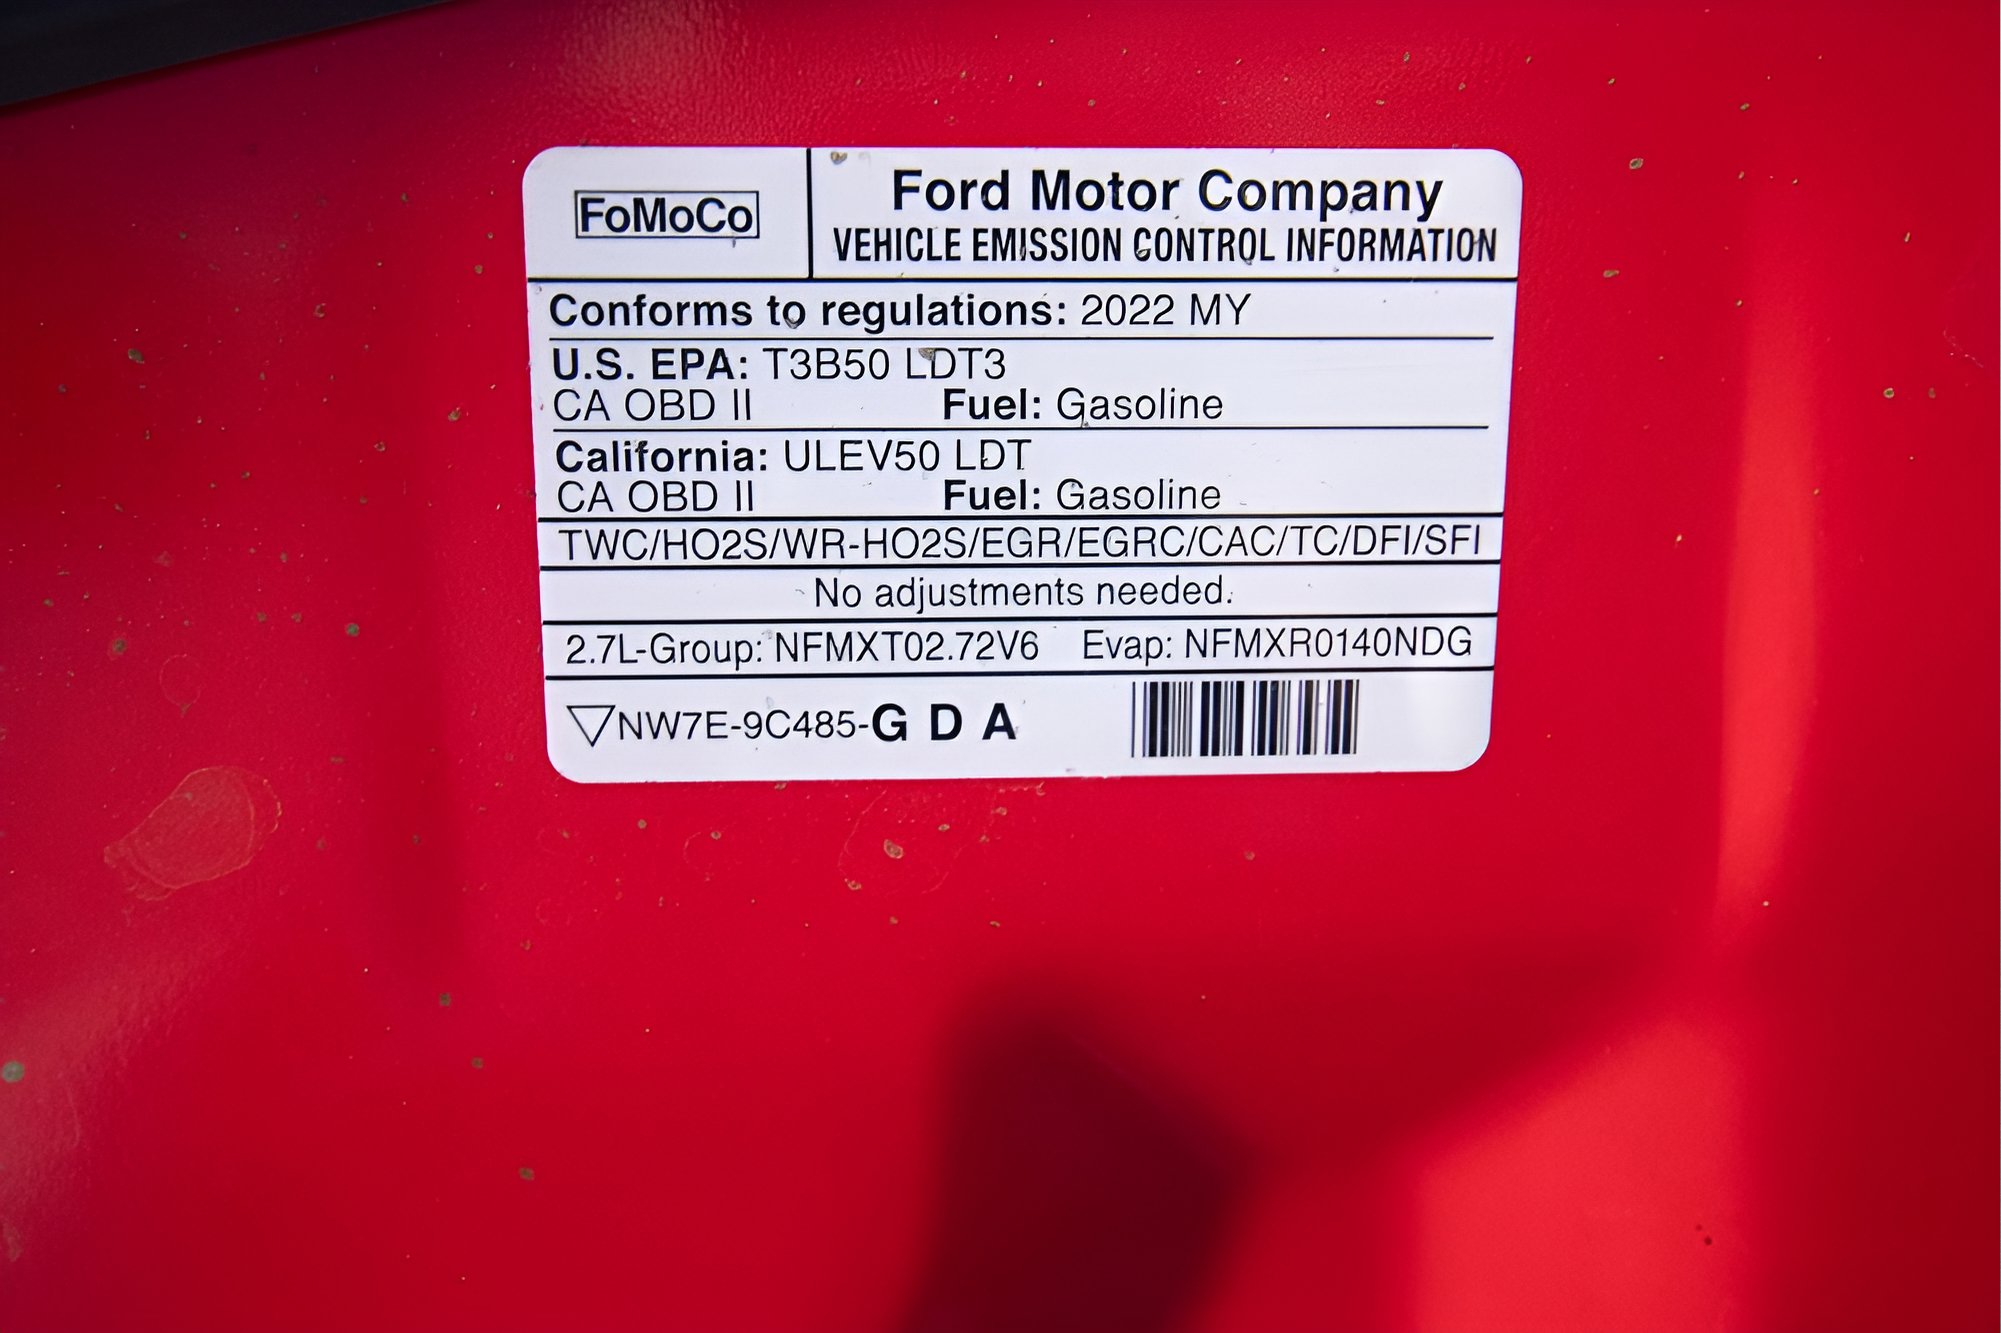 FoMoCo
Ford Motor Company
VEHICLE EMISSION CONTROL INFORMATION
Conforms to regulations: 2022 MY
U.S. EPA: T3B50 LDT3
CA OBD II Fuel: Gasoline
California: ULEV50 LDT
CA OBD II Fuel: Gasoline
TWC/HO2S/WR-HO2S/EGR/EGRC/CAC/TC/DFI/SFI
No adjustments needed.
2.7L-Group: NFMXT02.72V6 Evap: NFMXR0140NDG
▽NW7E-9C485-G D A